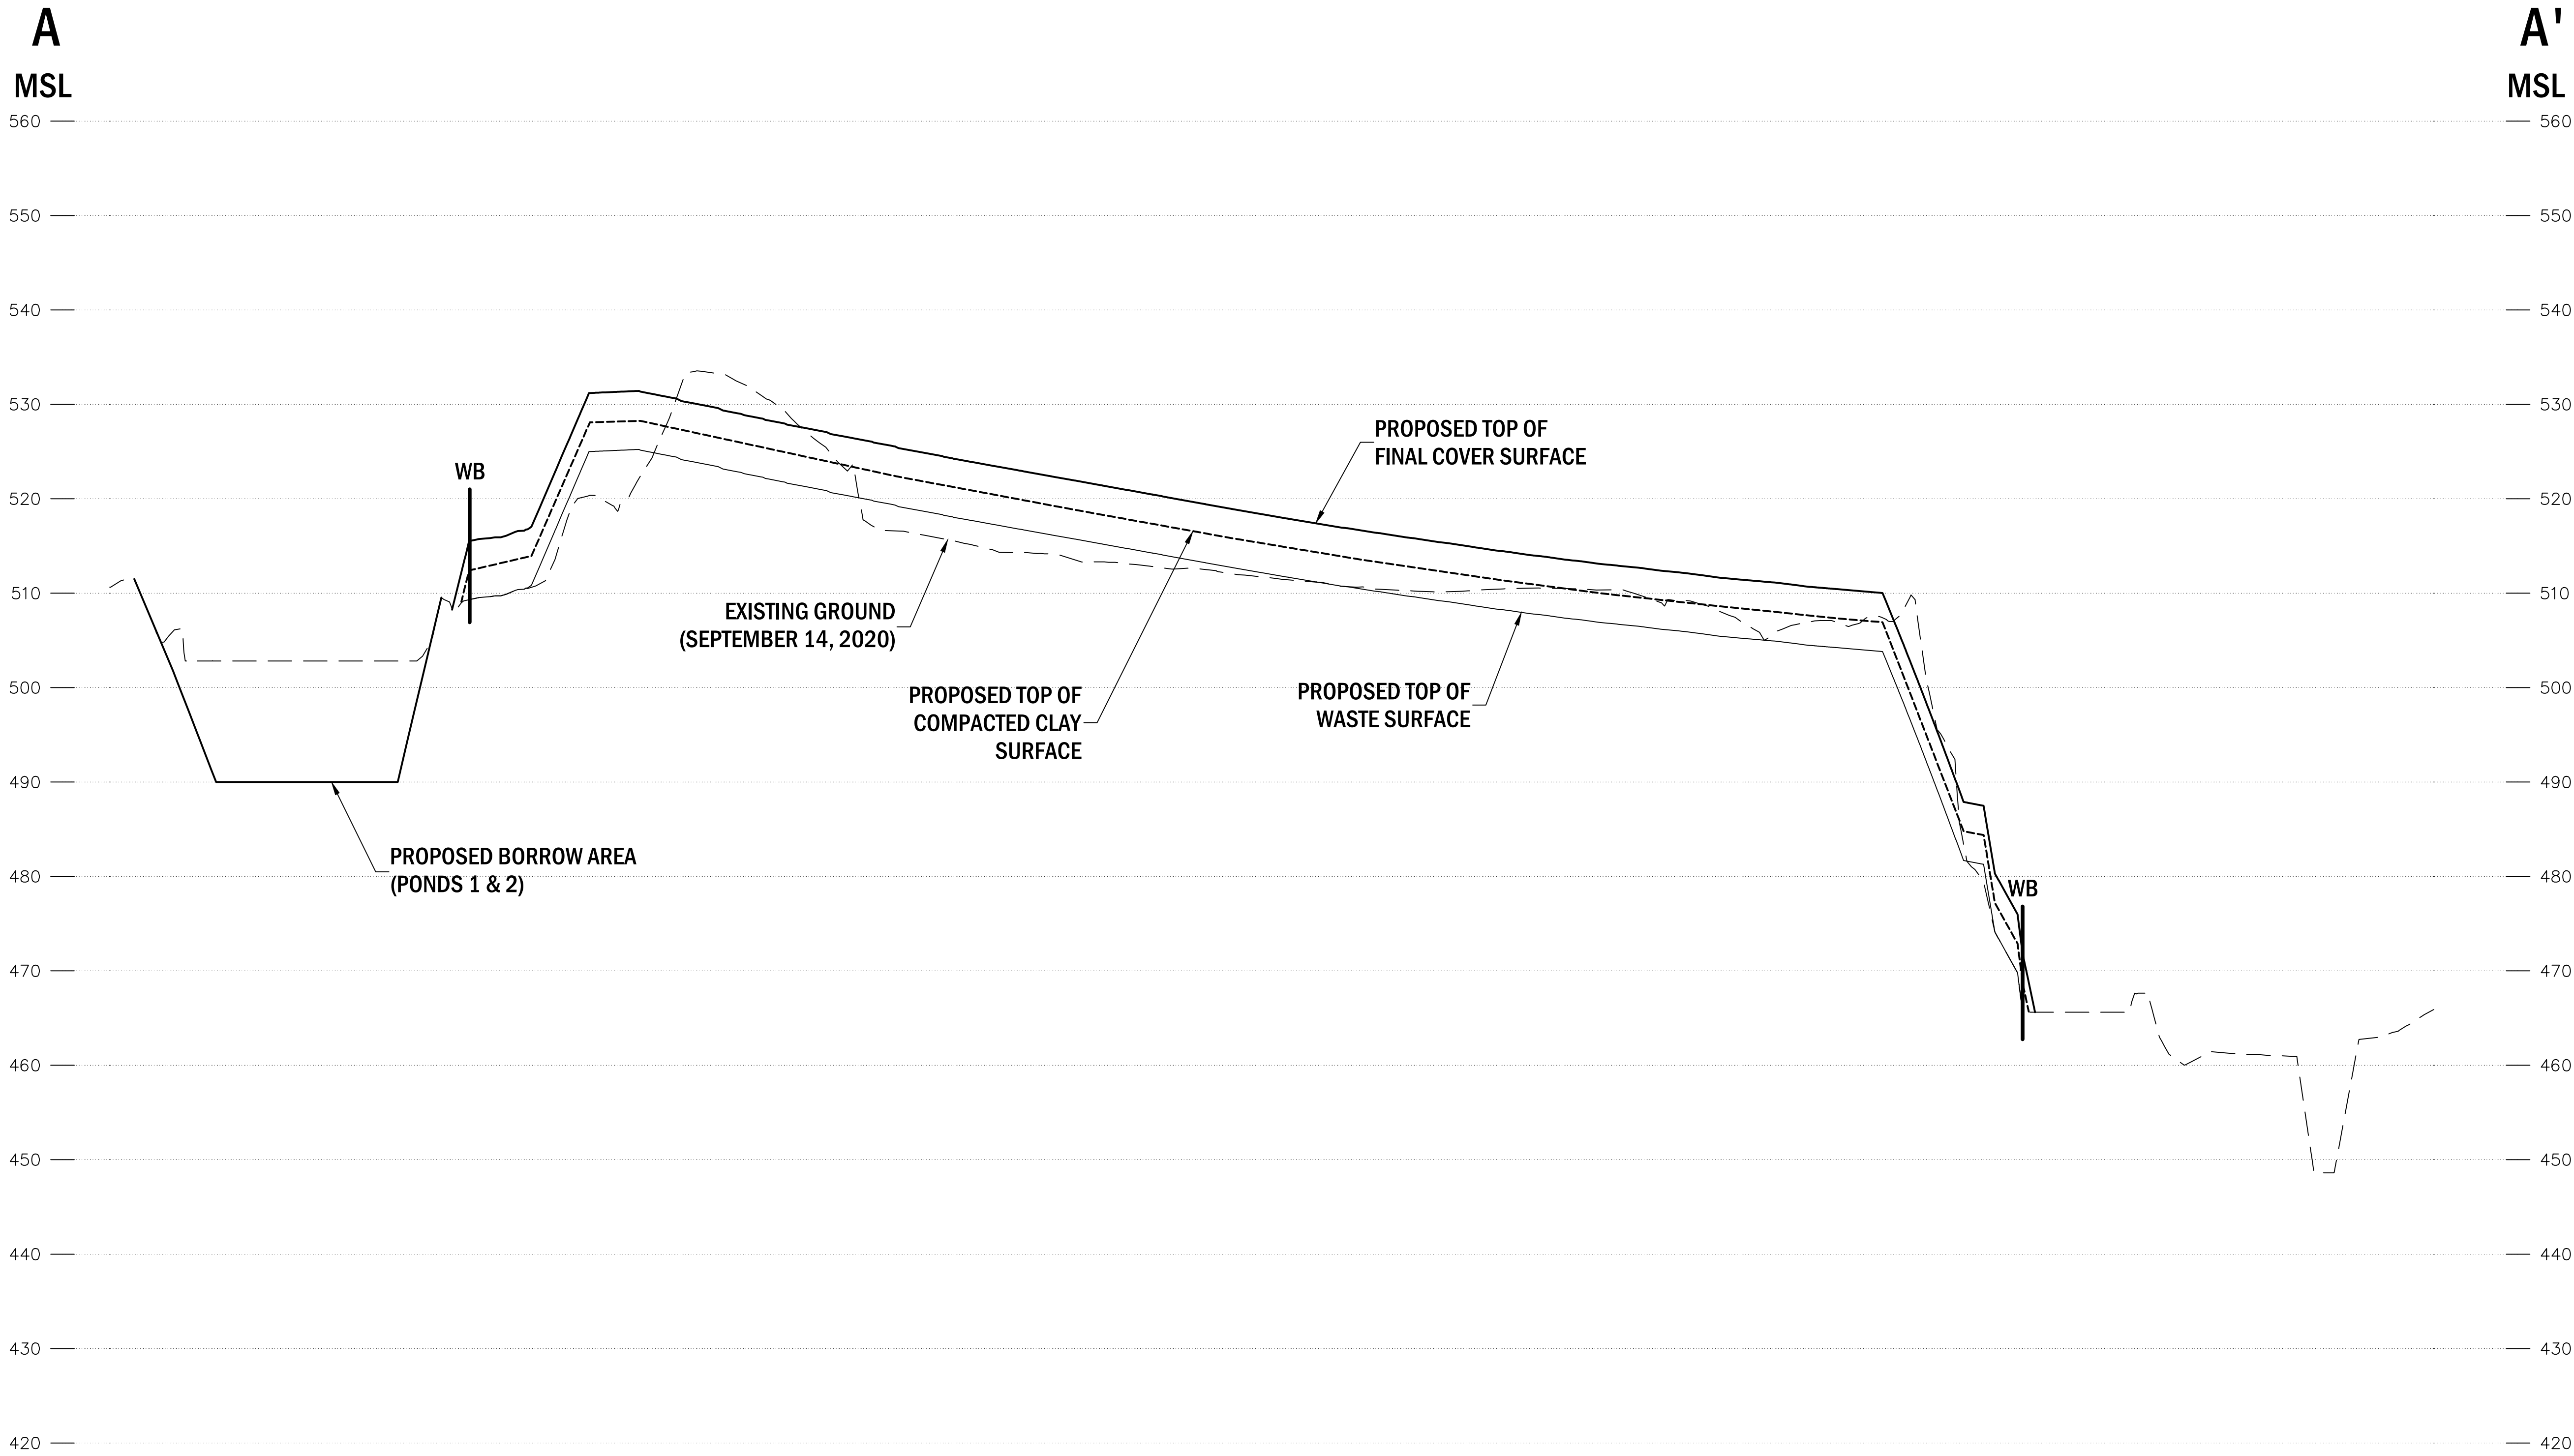 A
A'
MSL
MSL
560
560
550
550
540
540
530
530
PROPOSED TOP OF
FINAL COVER SURFACE
WB
520
520
510
510
EXISTING GROUND
(SEPTEMBER 14, 2020)
500
500
PROPOSED TOP OF
COMPACTED CLAY
SURFACE
PROPOSED TOP OF
WASTE SURFACE
490
490
PROPOSED BORROW AREA
(PONDS 1 & 2)
480
480
WB
470
470
460
460
450
450
440
440
430
430
420
420